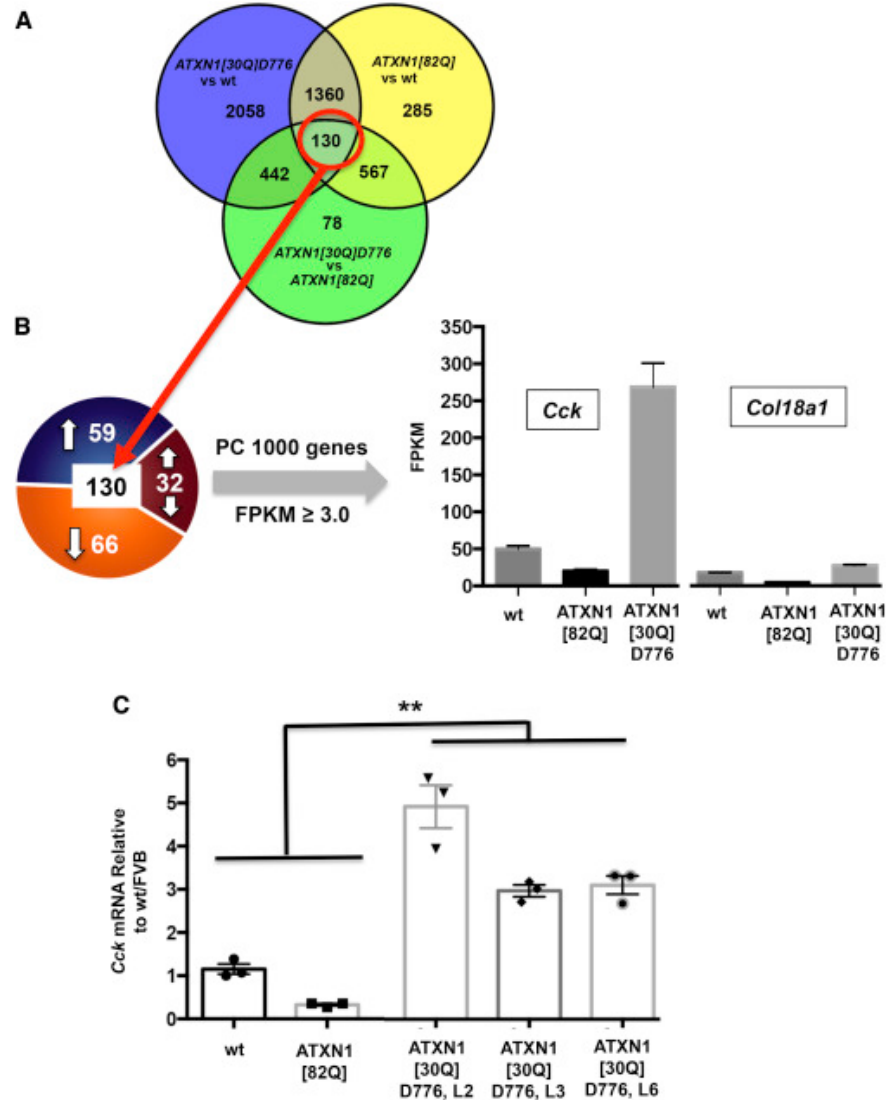 A
ATXN1[30Q]D776
vs wt
2058
1360
ATXN1[82Q]
vs wt
285
130
442
567
78
ATXN1[30Q]D776
vs
ATXN1[82Q]
B
59
130
32
66
PC 1000 genes
FPKM ≥ 3.0
FPKM
350
300
250
200
150
100
50
0
Cck
Col18a1
wt
ATXN1
[82Q]
ATXN1
[30Q]
D776
wt
ATXN1
[82Q]
ATXN1
[30Q]
D776
C
**
Cck mRNA Relative
to wt/FVB
6
5
4
3
2
1
0
wt
ATXN1
[82Q]
ATXN1
[30Q]
D776, L2
ATXN1
[30Q]
D776, L3
ATXN1
[30Q]
D776, L6